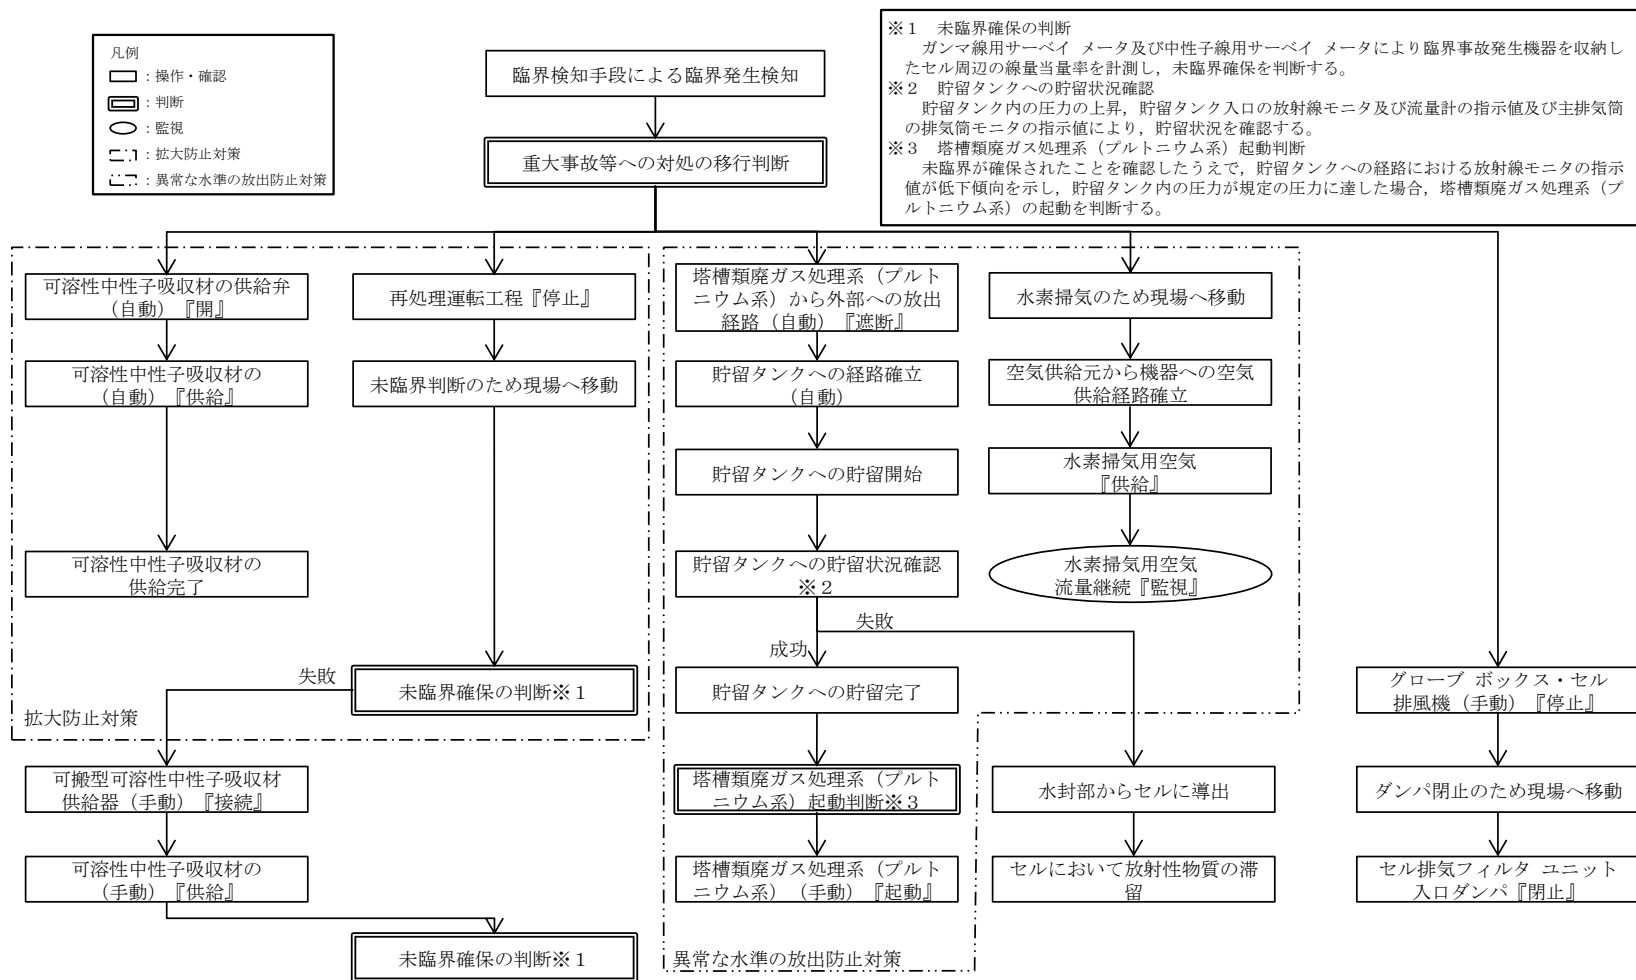 凡例
：操作・確認
：判断
：監視
：拡大防止対策
：異常な水準の放出防止対策
※１　未臨界確保の判断
ガンマ線用サーベイ メータ及び中性子線用サーベイ メータにより臨界事故発生機器を収納し
たセル周辺の線量当量率を計測し，未臨界確保を判断する。
※２　貯留タンクへの貯留状況確認
貯留タンク内の圧力の上昇，貯留タンク入口の放射線モニタ及び流量計の指示値及び主排気筒
の排気筒モニタの指示値により，貯留状況を確認する。
※３　塔槽類廃ガス処理系（プルトニウム系）起動判断
未臨界が確保されたことを確認したうえで，貯留タンクへの経路における放射線モニタの指示
値が低下傾向を示し，貯留タンク内の圧力が規定の圧力に達した場合，塔槽類廃ガス処理系（プ
ルトニウム系）の起動を判断する。
臨界検知手段による臨界発生検知
重大事故等への対処の移行判断
可溶性中性子吸収材の供給弁
（自動）『開』
再処理運転工程『停止』
塔槽類廃ガス処理系（プルト
ニウム系）から外部への放出
経路（自動）『遮断』
水素掃気のため現場へ移動
可溶性中性子吸収材の
（自動）『供給』
未臨界判断のため現場へ移動
貯留タンクへの経路確立
（自動）
空気供給元から機器への空気
供給経路確立
貯留タンクへの貯留開始
水素掃気用空気
『供給』
可溶性中性子吸収材の
供給完了
貯留タンクへの貯留状況確認
※２
水素掃気用空気
流量継続『監視』
失敗
成功
失敗
未臨界確保の判断※１
貯留タンクへの貯留完了
グローブ ボックス・セル
排風機（手動）『停止』
拡大防止対策
可搬型可溶性中性子吸収材
供給器（手動）『接続』
塔槽類廃ガス処理系（プルト
ニウム系）起動判断※３
水封部からセルに導出
ダンパ閉止のため現場へ移動
可溶性中性子吸収材の
（手動）『供給』
塔槽類廃ガス処理系（プルト
ニウム系）（手動）『起動』
セルにおいて放射性物質の滞
留
セル排気フィルタ ユニット
入口ダンパ『閉止』
未臨界確保の判断※１
異常な水準の放出防止対策